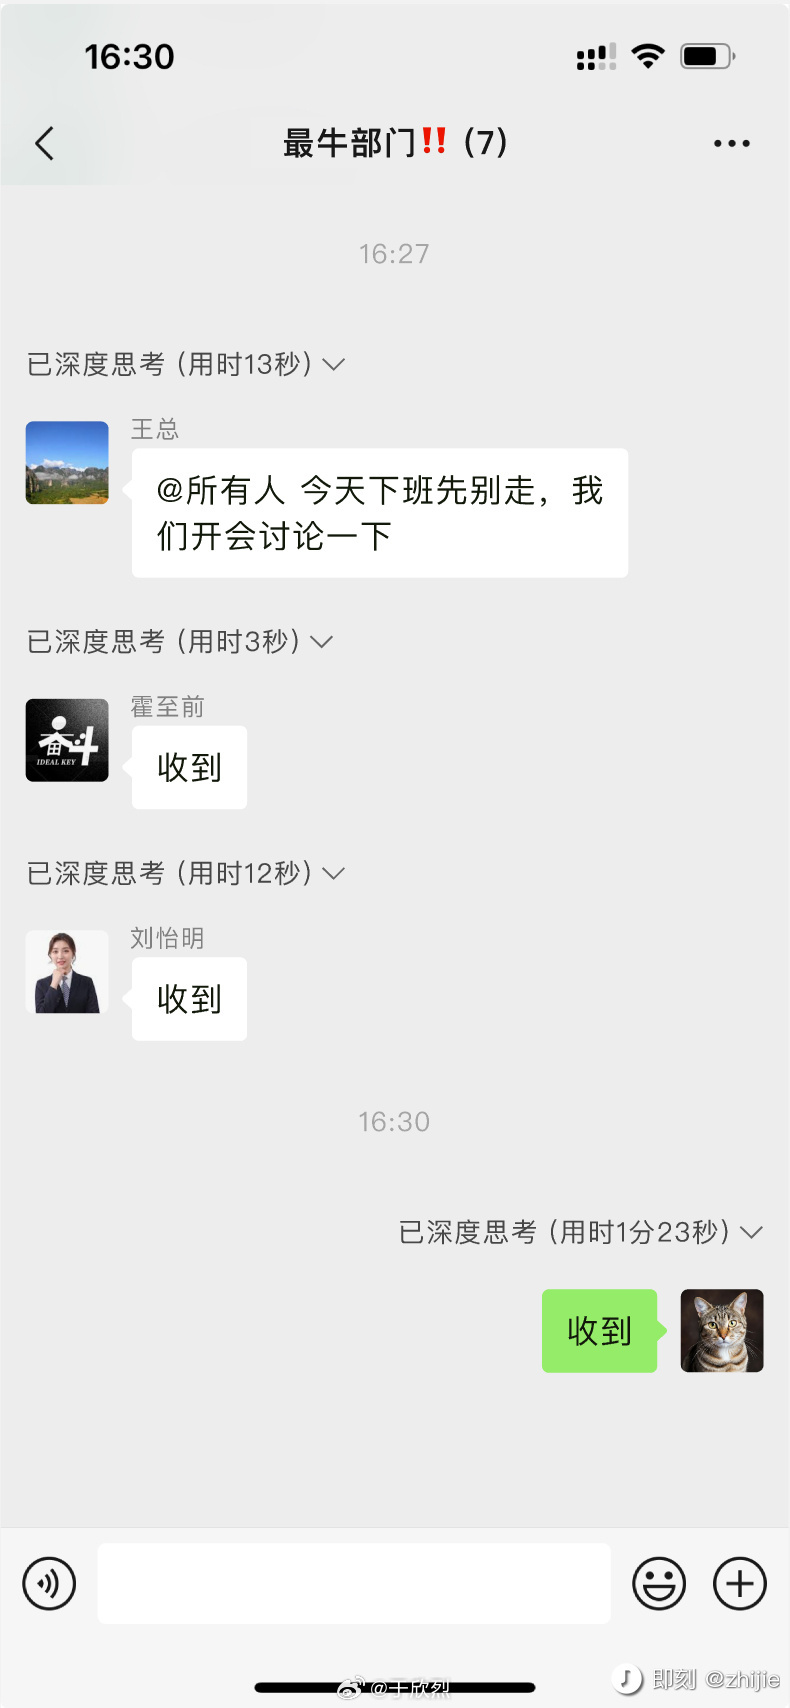 16:30
最牛部门‼️ (7)
16:27
已深度思考 (用时13秒)
王总
@所有人 今天下班先别走，我
们开会讨论一下
已深度思考 (用时3秒)
霍至前
奋斗
IDEAL KEY
收到
已深度思考 (用时12秒)
刘怡明
收到
16:30
已深度思考 (用时1分23秒)
收到
@于欣烈
即刻 @zhijie